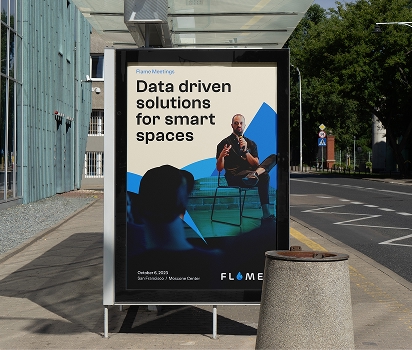 Flame Meetings
Data driven
solutions
for smart
spaces
October 6, 2023
San Francisco / Moscone Center
FLAME